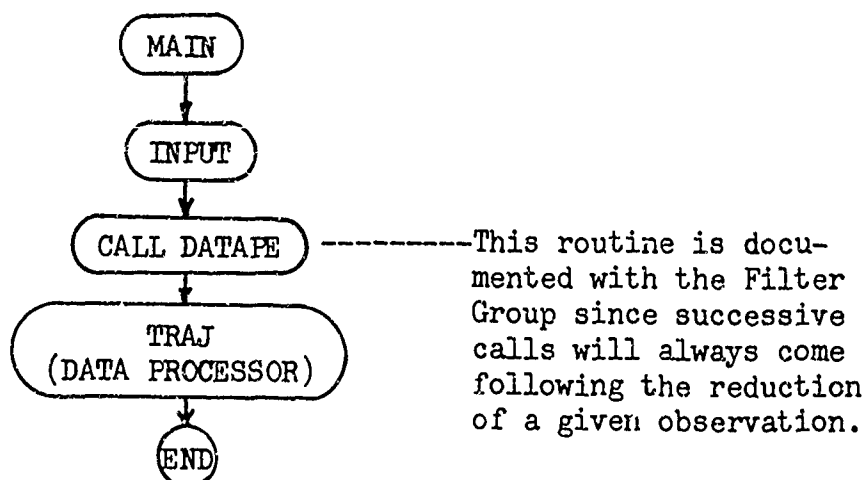 MAIN
INPUT
CALL DATAPE
This routine is docu-
mented with the Filter
Group since successive
calls will always come
following the reduction
of a given observation.
TRAJ
(DATA PROCESSOR)
END